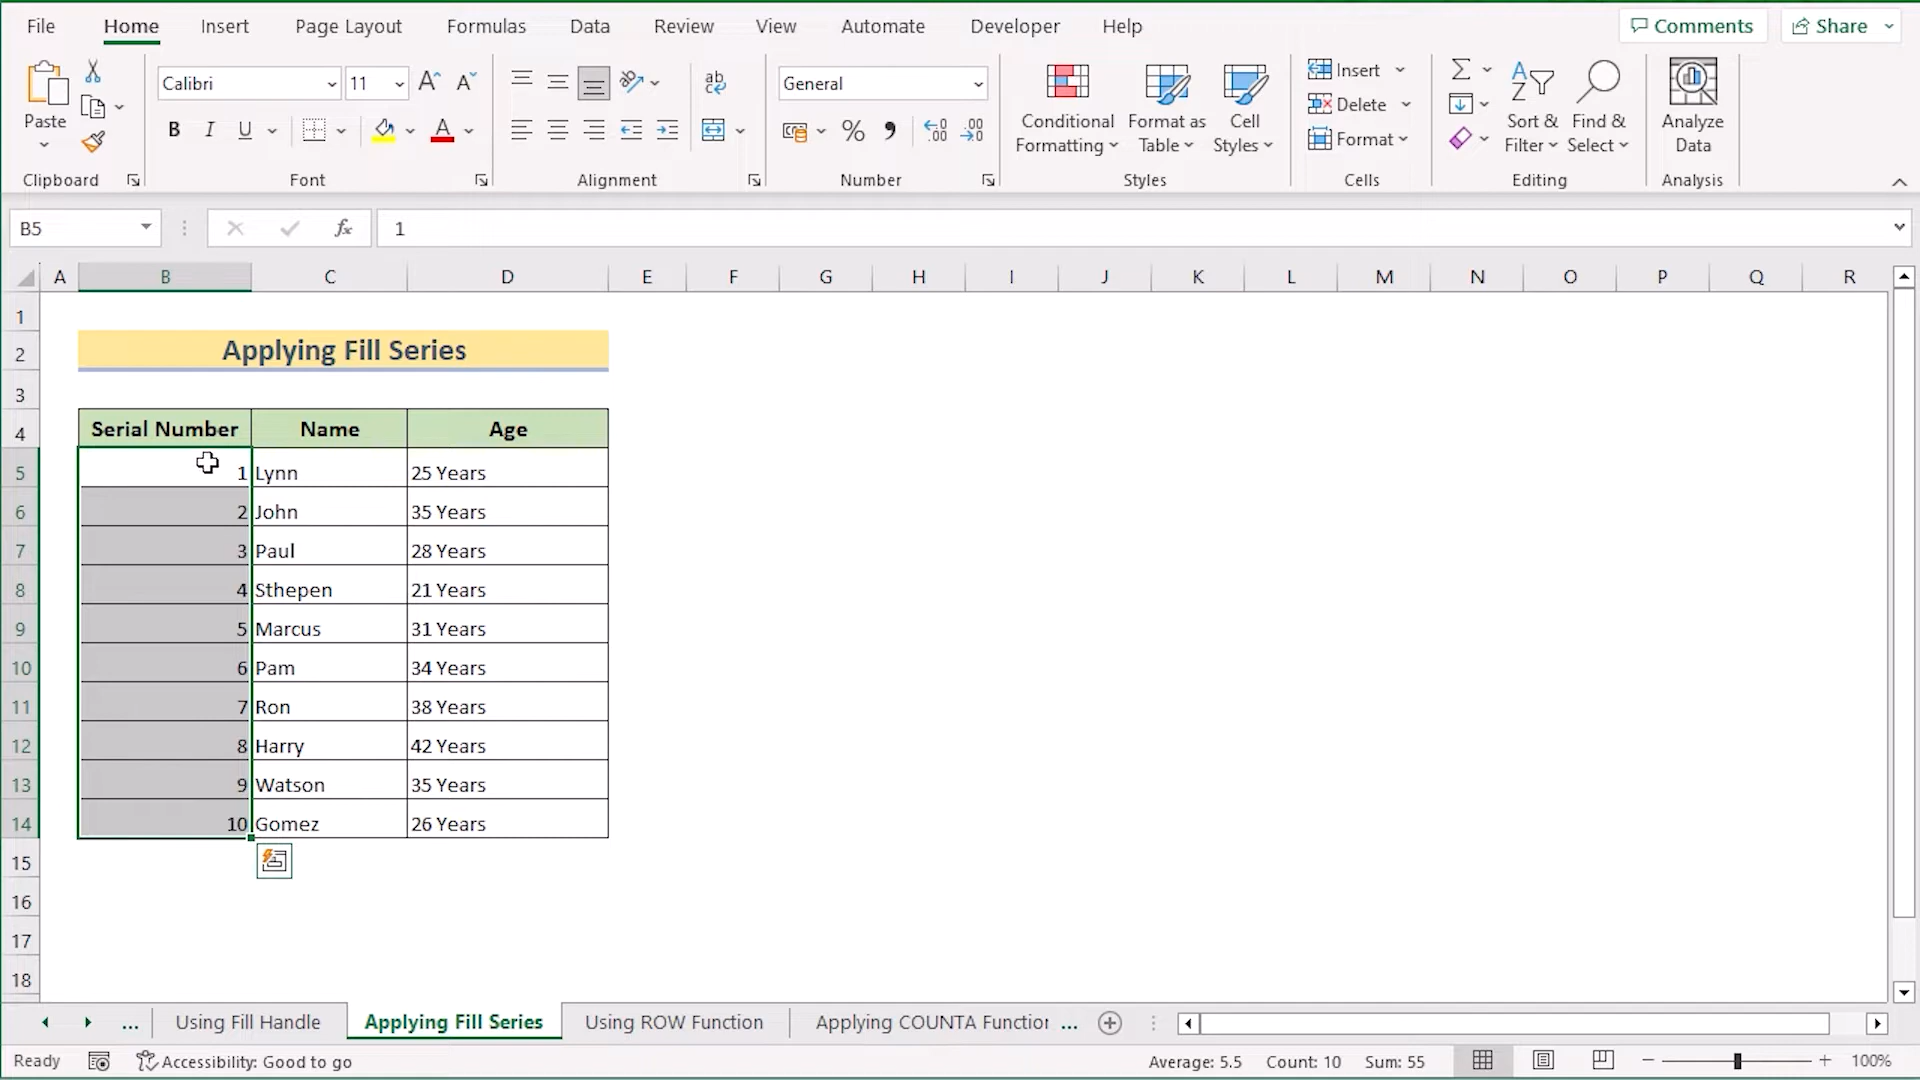 File Home Insert Page Layout Formulas Data Review View Automate Developer Help Comments Share
Calibri 11 A A ab General Insert Σ A
Z
Paste B I U A % , .0 .00 Conditional Format as Cell Delete Sort & Find & Analyze
.00 .0
Formatting Table Styles Format Filter Select Data
Clipboard Font Alignment Number Styles Cells Editing Analysis
B5 fx 1
A B C D E F G H I J K L M N O P Q R
1
2 Applying Fill Series
3
4 Serial Number Name Age
5 1 Lynn 25 Years
6 2 John 35 Years
7 3 Paul 28 Years
8 4 Sthepen 21 Years
9 5 Marcus 31 Years
10 6 Pam 34 Years
11 7 Ron 38 Years
12 8 Harry 42 Years
13 9 Watson 35 Years
14 10 Gomez 26 Years
15
16
17
18
... Using Fill Handle Applying Fill Series Using ROW Function Applying COUNTA Function ...
Ready Accessibility: Good to go Average: 5.5 Count: 10 Sum: 55 100%